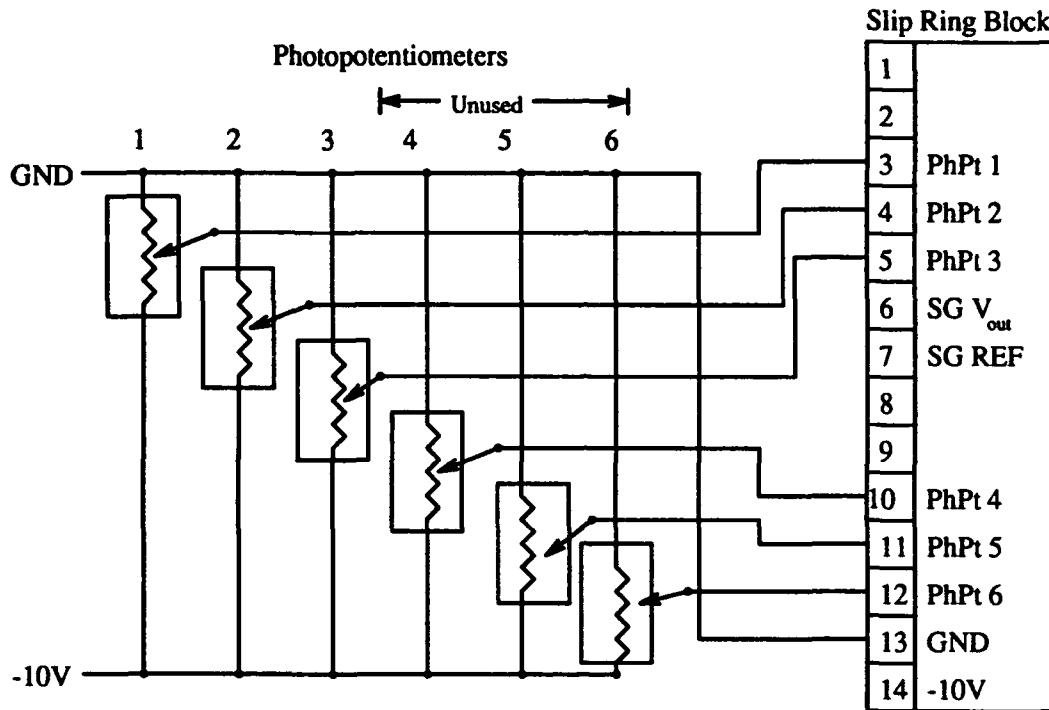 Slip Ring Block
Photopotentiometers
Unused
1 2 3 4 5 6
GND
-10V
1
2
3 PhPt 1
4 PhPt 2
5 PhPt 3
6 SG Vout
7 SG REF
8
9
10 PhPt 4
11 PhPt 5
12 PhPt 6
13 GND
14 -10V